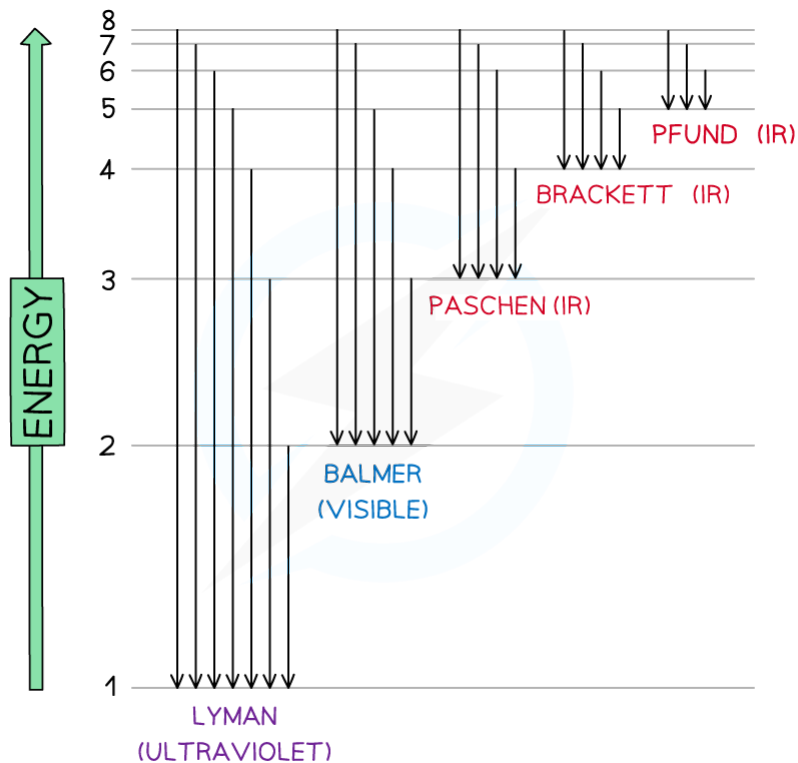 8
7
6
5
PFUND (IR)
4
BRACKETT (IR)
3
PASCHEN (IR)
ENERGY
2
BALMER
(VISIBLE)
1
LYMAN
(ULTRAVIOLET)